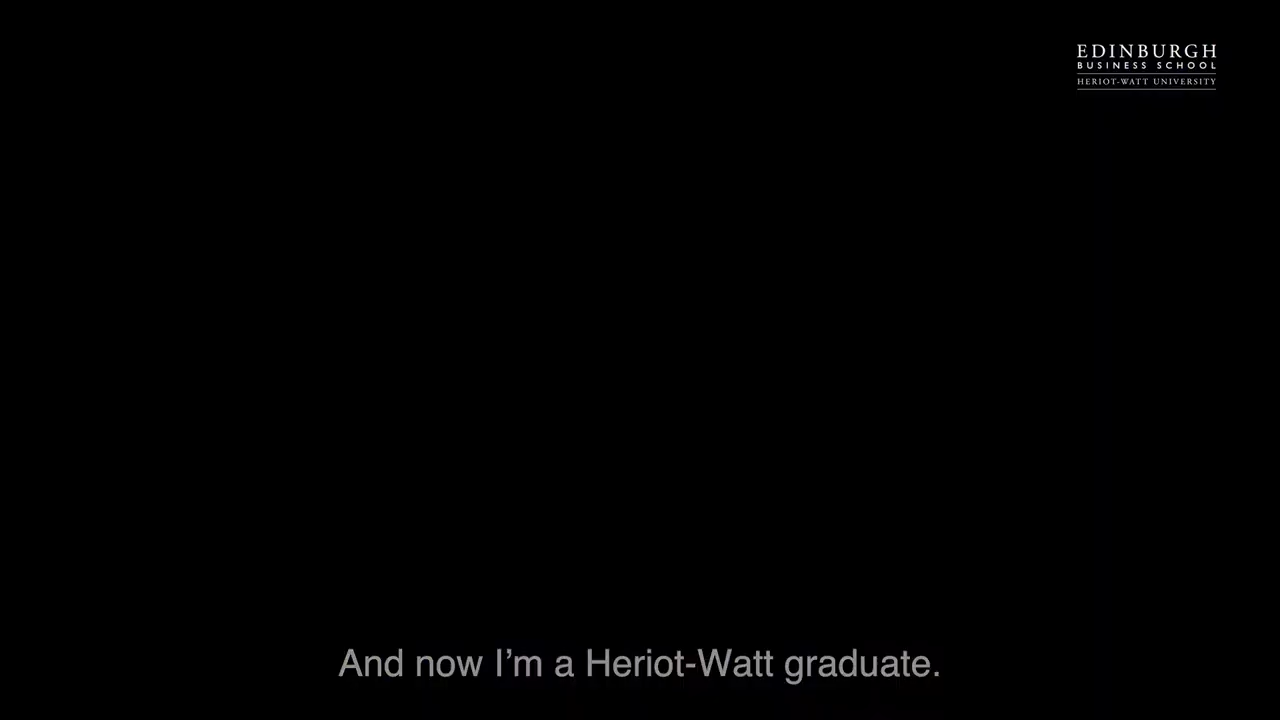 EDINBURGH
BUSINESS SCHOOL
HERIOT-WATT UNIVERSITY
And now I’m a Heriot-Watt graduate.